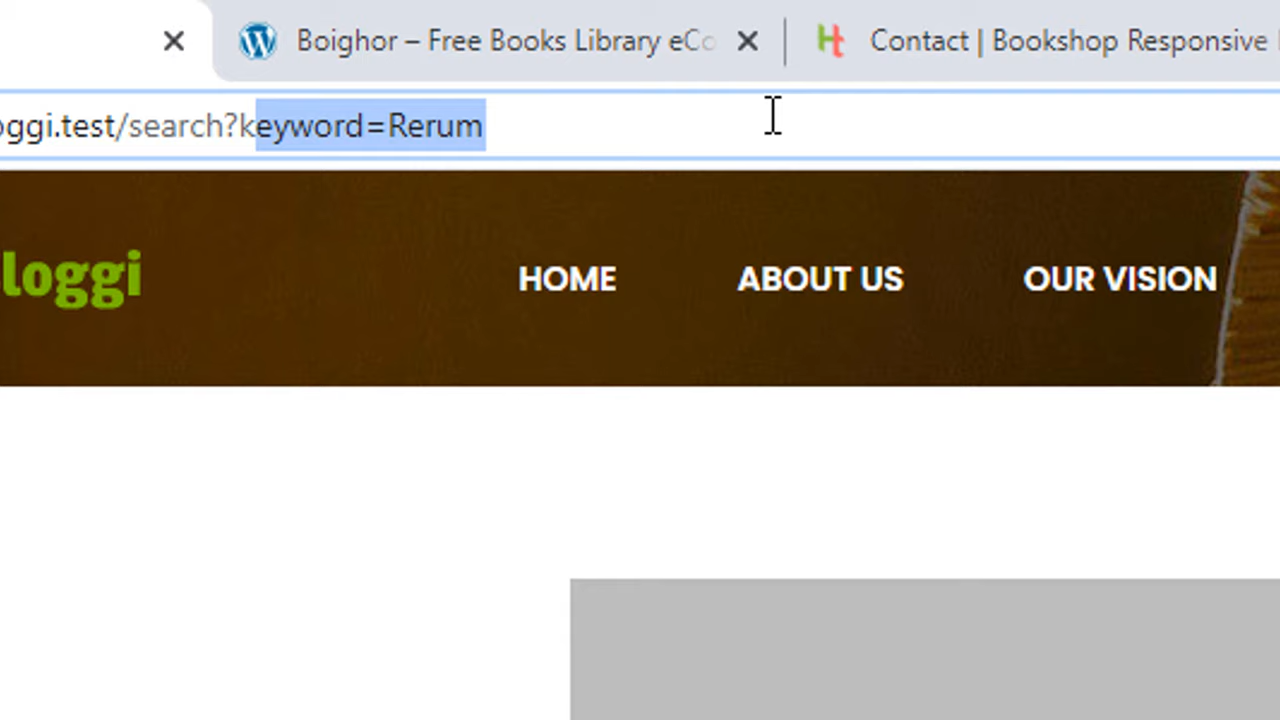 Boighor – Free Books Library eCo
Contact | Bookshop Responsive
oggi.test/search?keyword=Rerum
loggi HOME ABOUT US OUR VISION